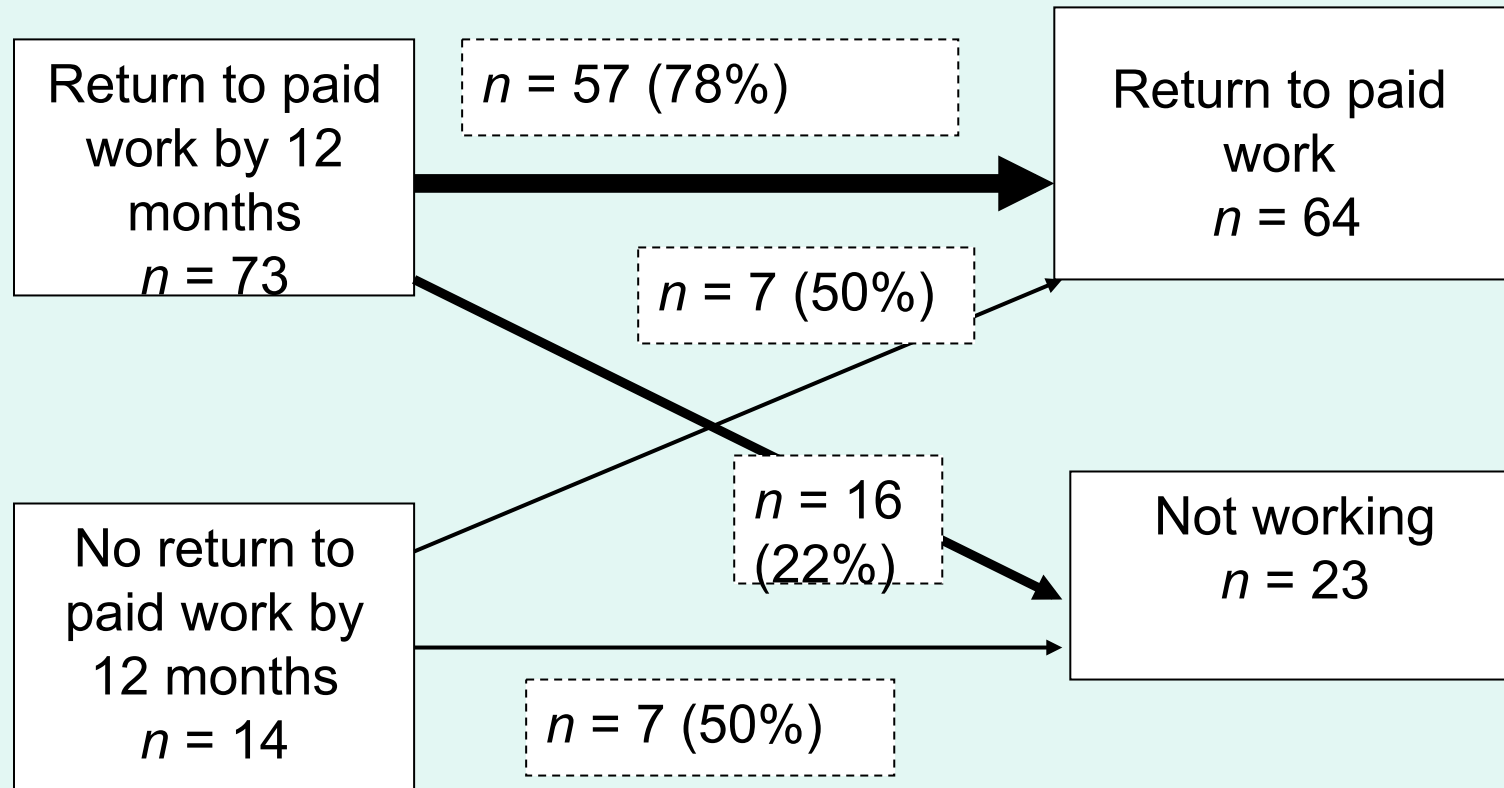 Return to paid
work by 12
months
n = 73
n = 57 (78%)
Return to paid
work
n = 64
n = 7 (50%)
n = 16
(22%)
No return to
paid work by
12 months
n = 14
Not working
n = 23
n = 7 (50%)